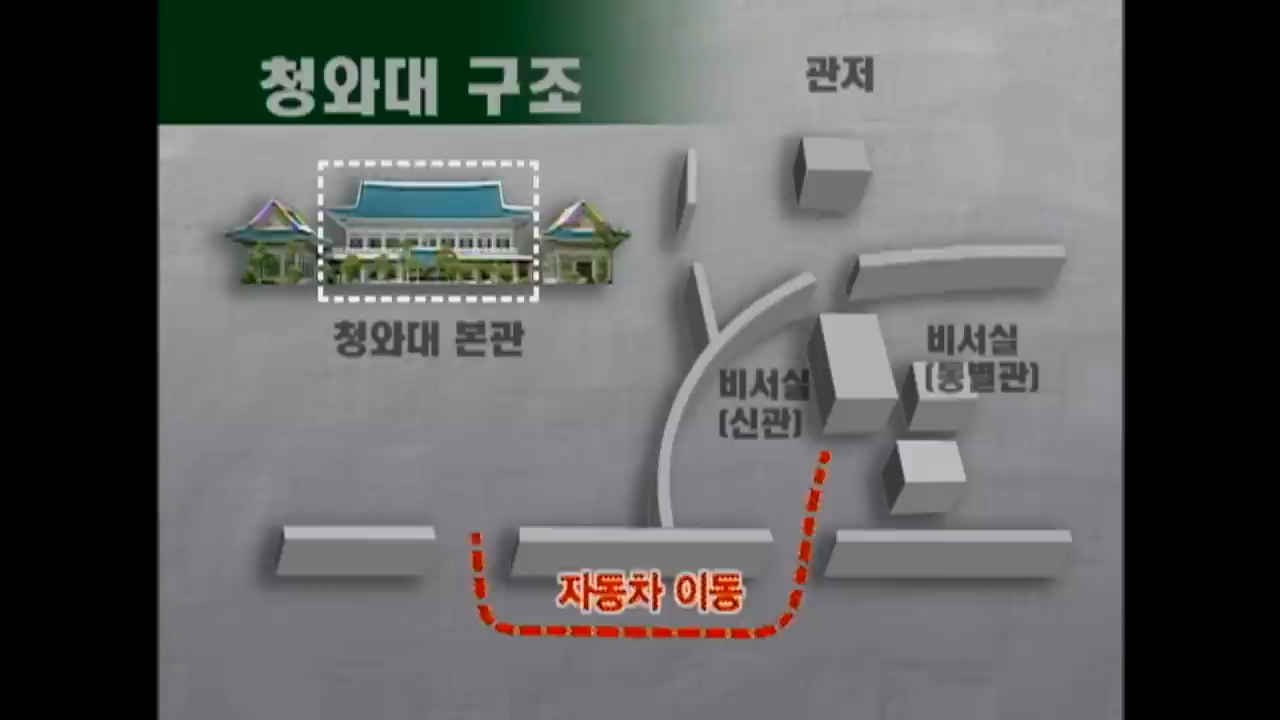 청와대 구조
관저
청와대 본관
비서실
(동별관)
비서실
(신관)
자동차 이동